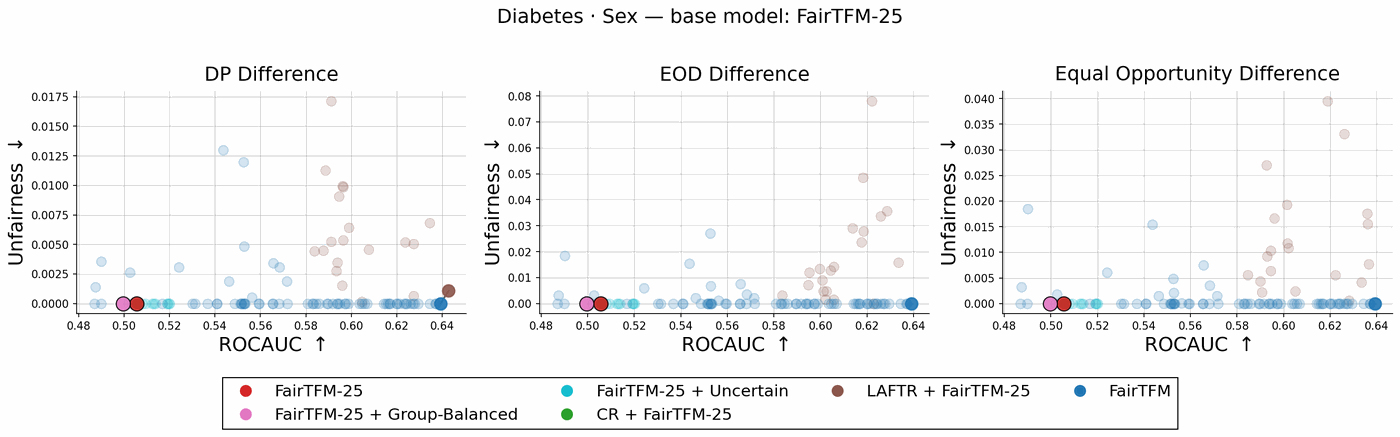 Diabetes · Sex — base model: FairTFM-25
DP Difference
Unfairness ↓
0.0175
0.0150
0.0125
0.0100
0.0075
0.0050
0.0025
0.0000
0.48 0.50 0.52 0.54 0.56 0.58 0.60 0.62 0.64
ROCAUC ↑
EOD Difference
Unfairness ↓
0.08
0.07
0.06
0.05
0.04
0.03
0.02
0.01
0.00
0.48 0.50 0.52 0.54 0.56 0.58 0.60 0.62 0.64
ROCAUC ↑
Equal Opportunity Difference
Unfairness ↓
0.040
0.035
0.030
0.025
0.020
0.015
0.010
0.005
0.000
0.48 0.50 0.52 0.54 0.56 0.58 0.60 0.62 0.64
ROCAUC ↑
FairTFM-25
FairTFM-25 + Group-Balanced
FairTFM-25 + Uncertain
CR + FairTFM-25
LAFTR + FairTFM-25
FairTFM